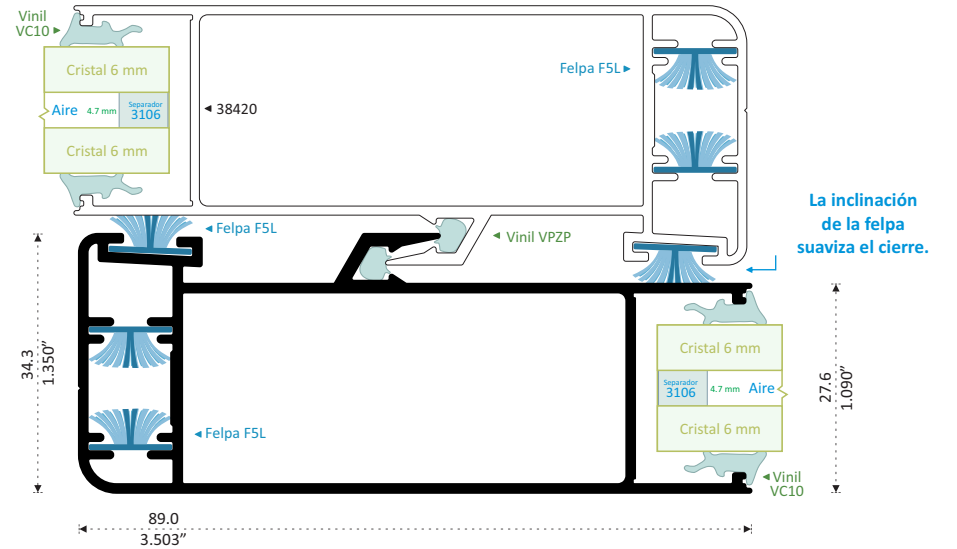 Vinil
VC10
Cristal 6 mm
Aire
4.7 mm
Separador
3106
Cristal 6 mm
38420
Felpa F5L
Felpa F5L
Vinil VPZP
La inclinación
de la felpa
suaviza el cierre.
34.3
1.350”
Felpa F5L
Cristal 6 mm
Separador
3106
4.7 mm
Aire
Cristal 6 mm
27.6
1.090”
Vinil
VC10
89.0
3.503”